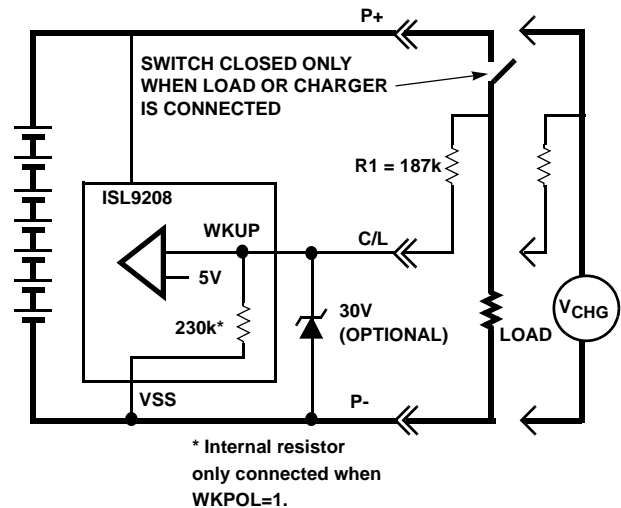 P+
SWITCH CLOSED ONLY
WHEN LOAD OR CHARGER
IS CONNECTED
R1 = 187k
ISL9208
WKUP
C/L
5V
230k*
30V
(OPTIONAL)
LOAD
VCHG
VSS
P-
* Internal resistor
only connected when
WKPOL=1.